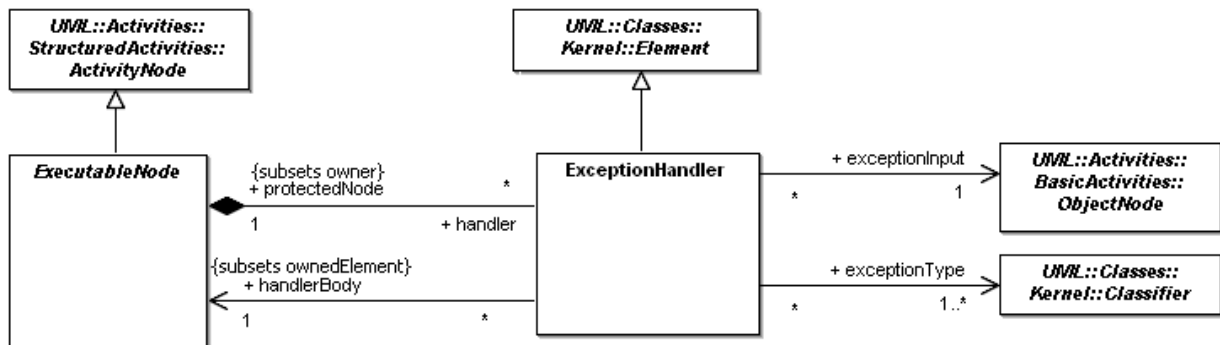 UML::Activities::
StructuredActivities::
ActivityNode
UML::Classes::
Kernel::Element
ExecutableNode
{subsets owner}
+ protectedNode
*
1
+ handler
{subsets ownedElement}
+ handlerBody
1
*
ExceptionHandler
+ exceptionInput
*
1
UML::Activities::
BasicActivities::
ObjectNode
+ exceptionType
*
1..*
UML::Classes::
Kernel::Classifier